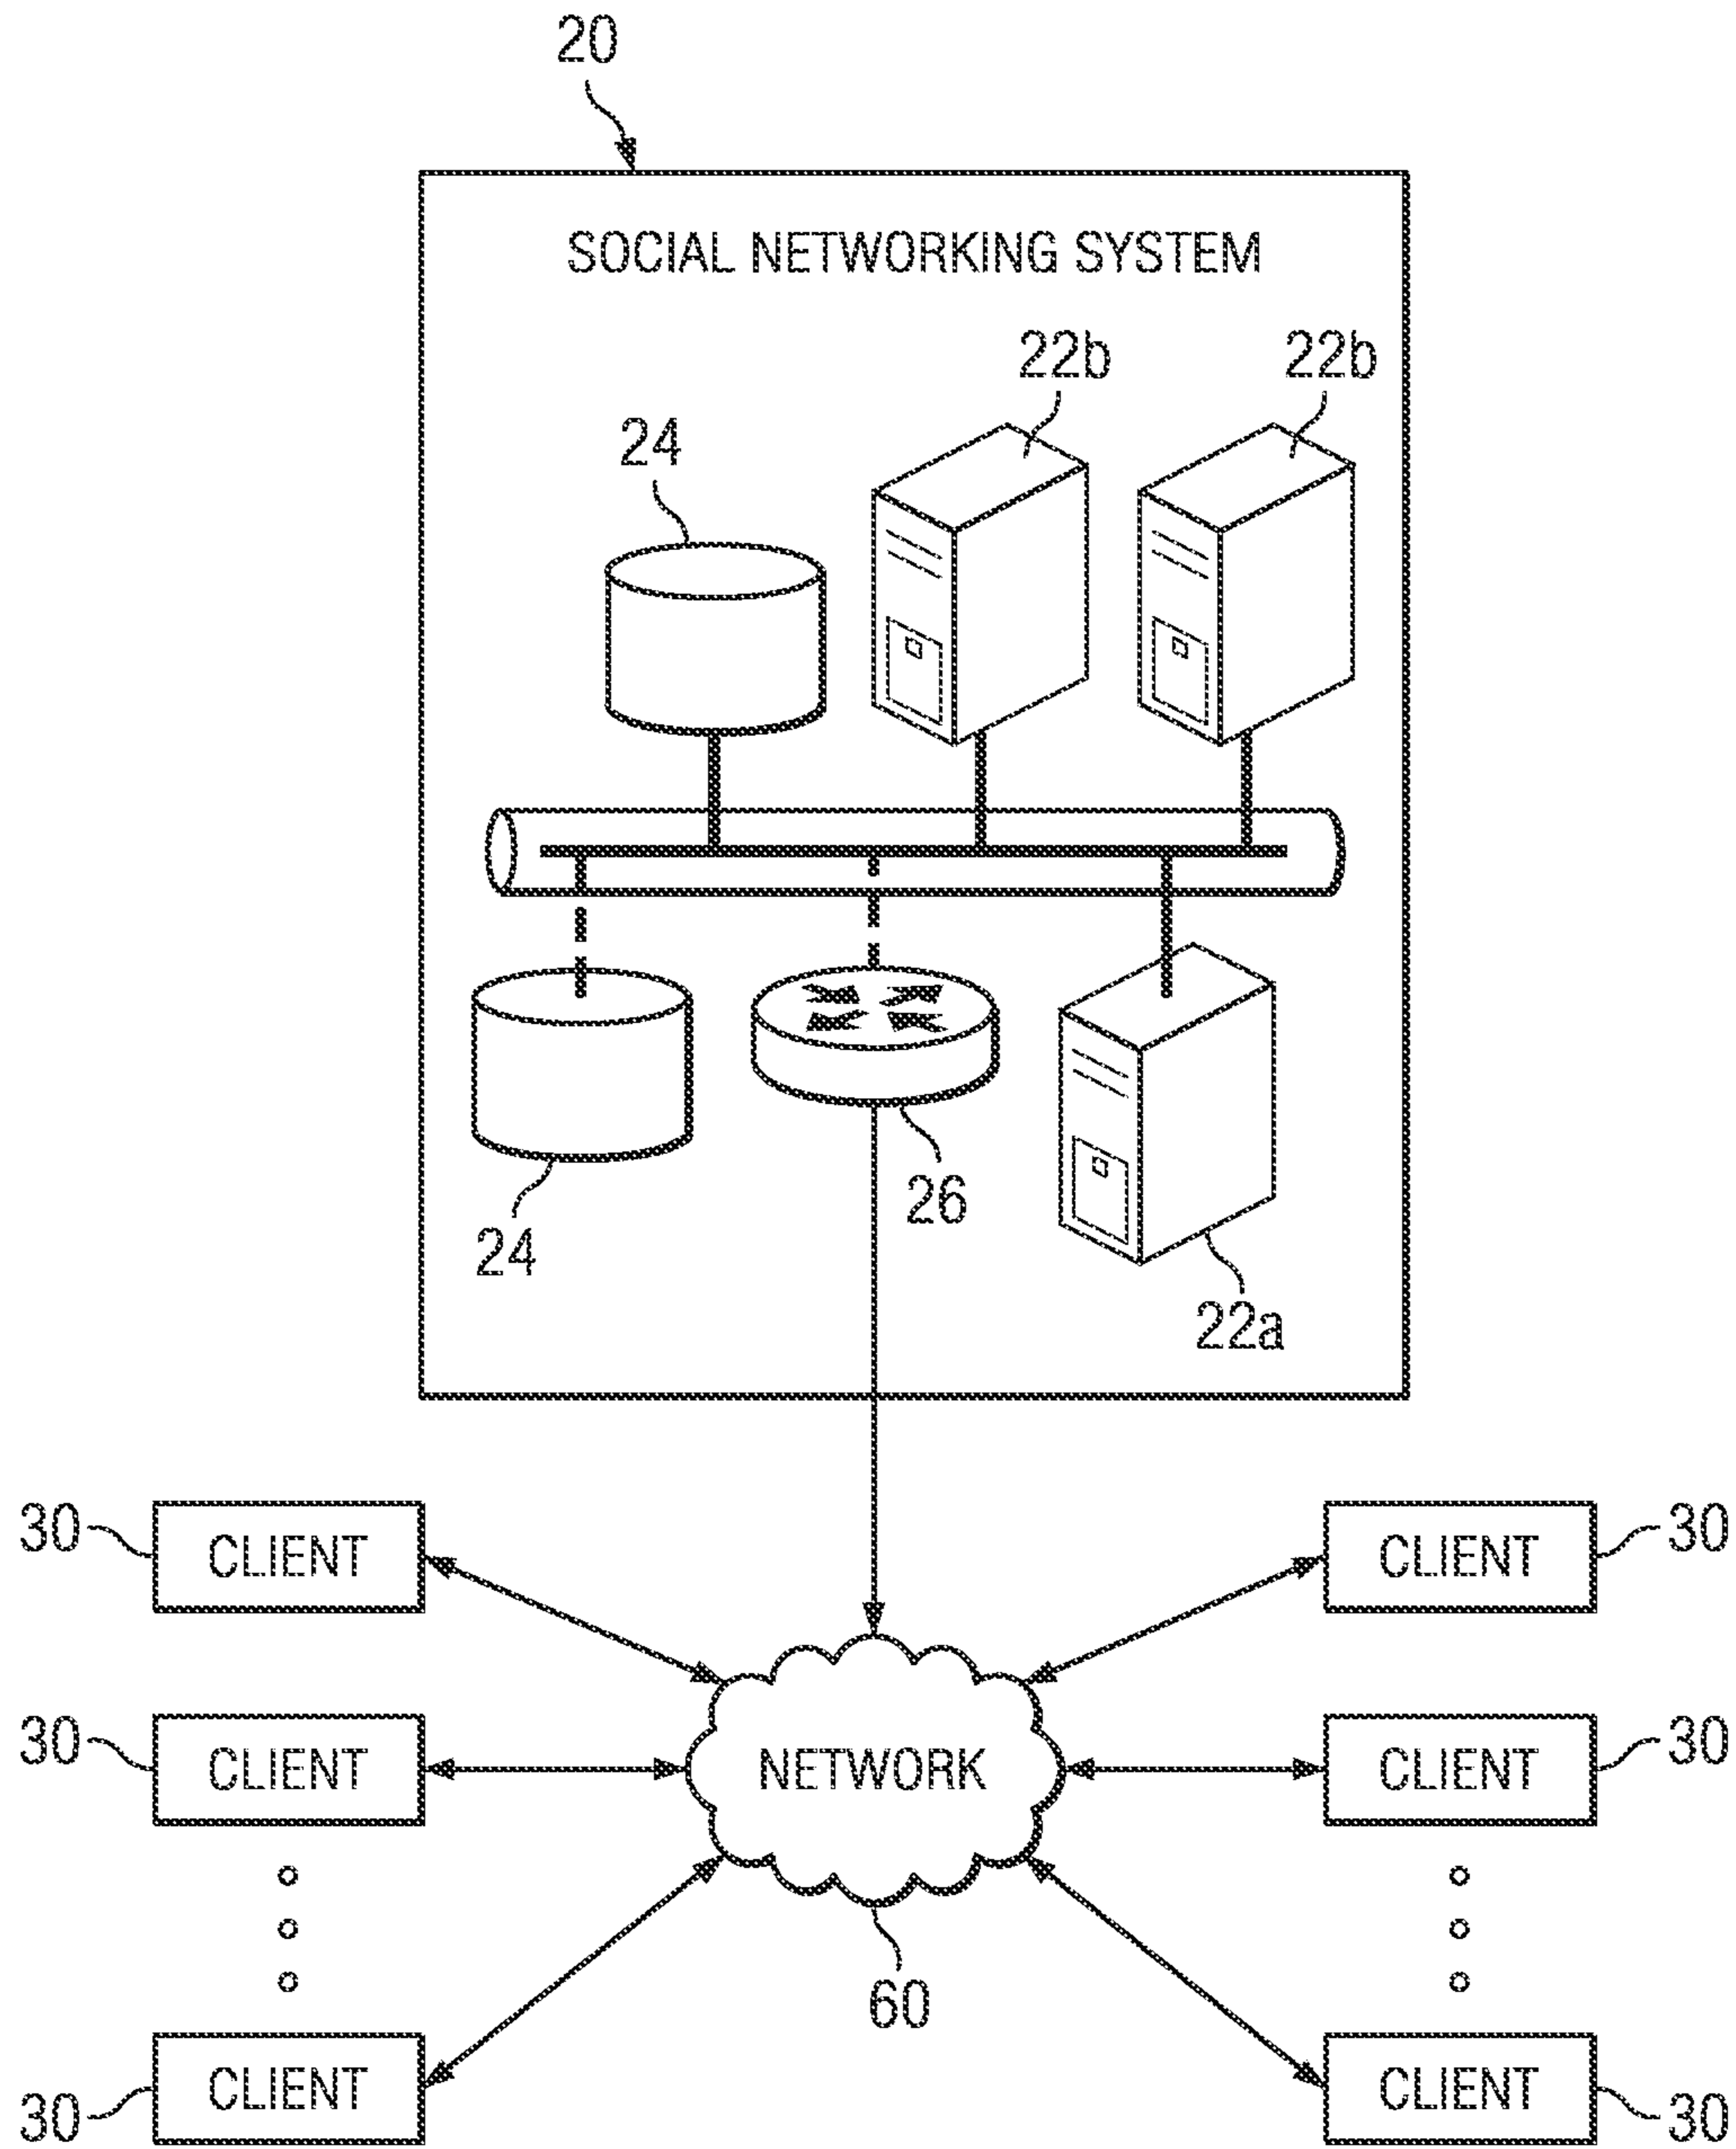 20
SOCIAL NETWORKING SYSTEM
22b 22b
24
26
24
22a
30 CLIENT CLIENT 30
30 CLIENT NETWORK CLIENT 30
60
30 CLIENT CLIENT 30